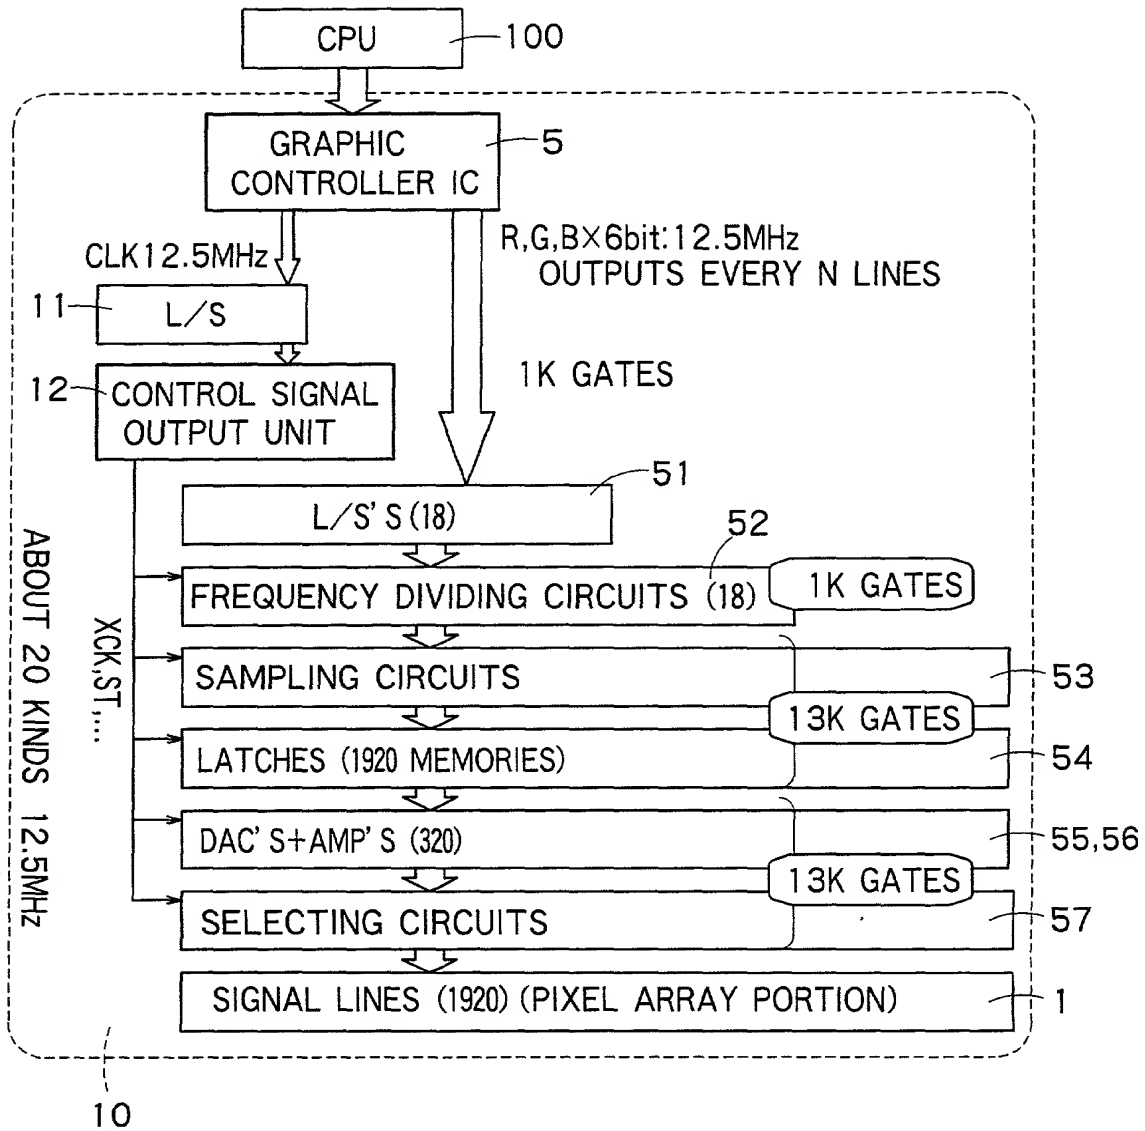 CPU
100
GRAPHIC
CONTROLLER IC
5
CLK12.5MHz
R,G,B×6bit:12.5MHz
OUTPUTS EVERY N LINES
11
L/S
1K GATES
12
CONTROL SIGNAL
OUTPUT UNIT
51
L/S'S (18)
52
FREQUENCY DIVIDING CIRCUITS (18)
1K GATES
XCK,ST,....
ABOUT 20 KINDS 12.5MHz
SAMPLING CIRCUITS
53
13K GATES
LATCHES (1920 MEMORIES)
54
DAC'S+AMP'S (320)
55,56
13K GATES
SELECTING CIRCUITS
57
SIGNAL LINES (1920) (PIXEL ARRAY PORTION)
1
10